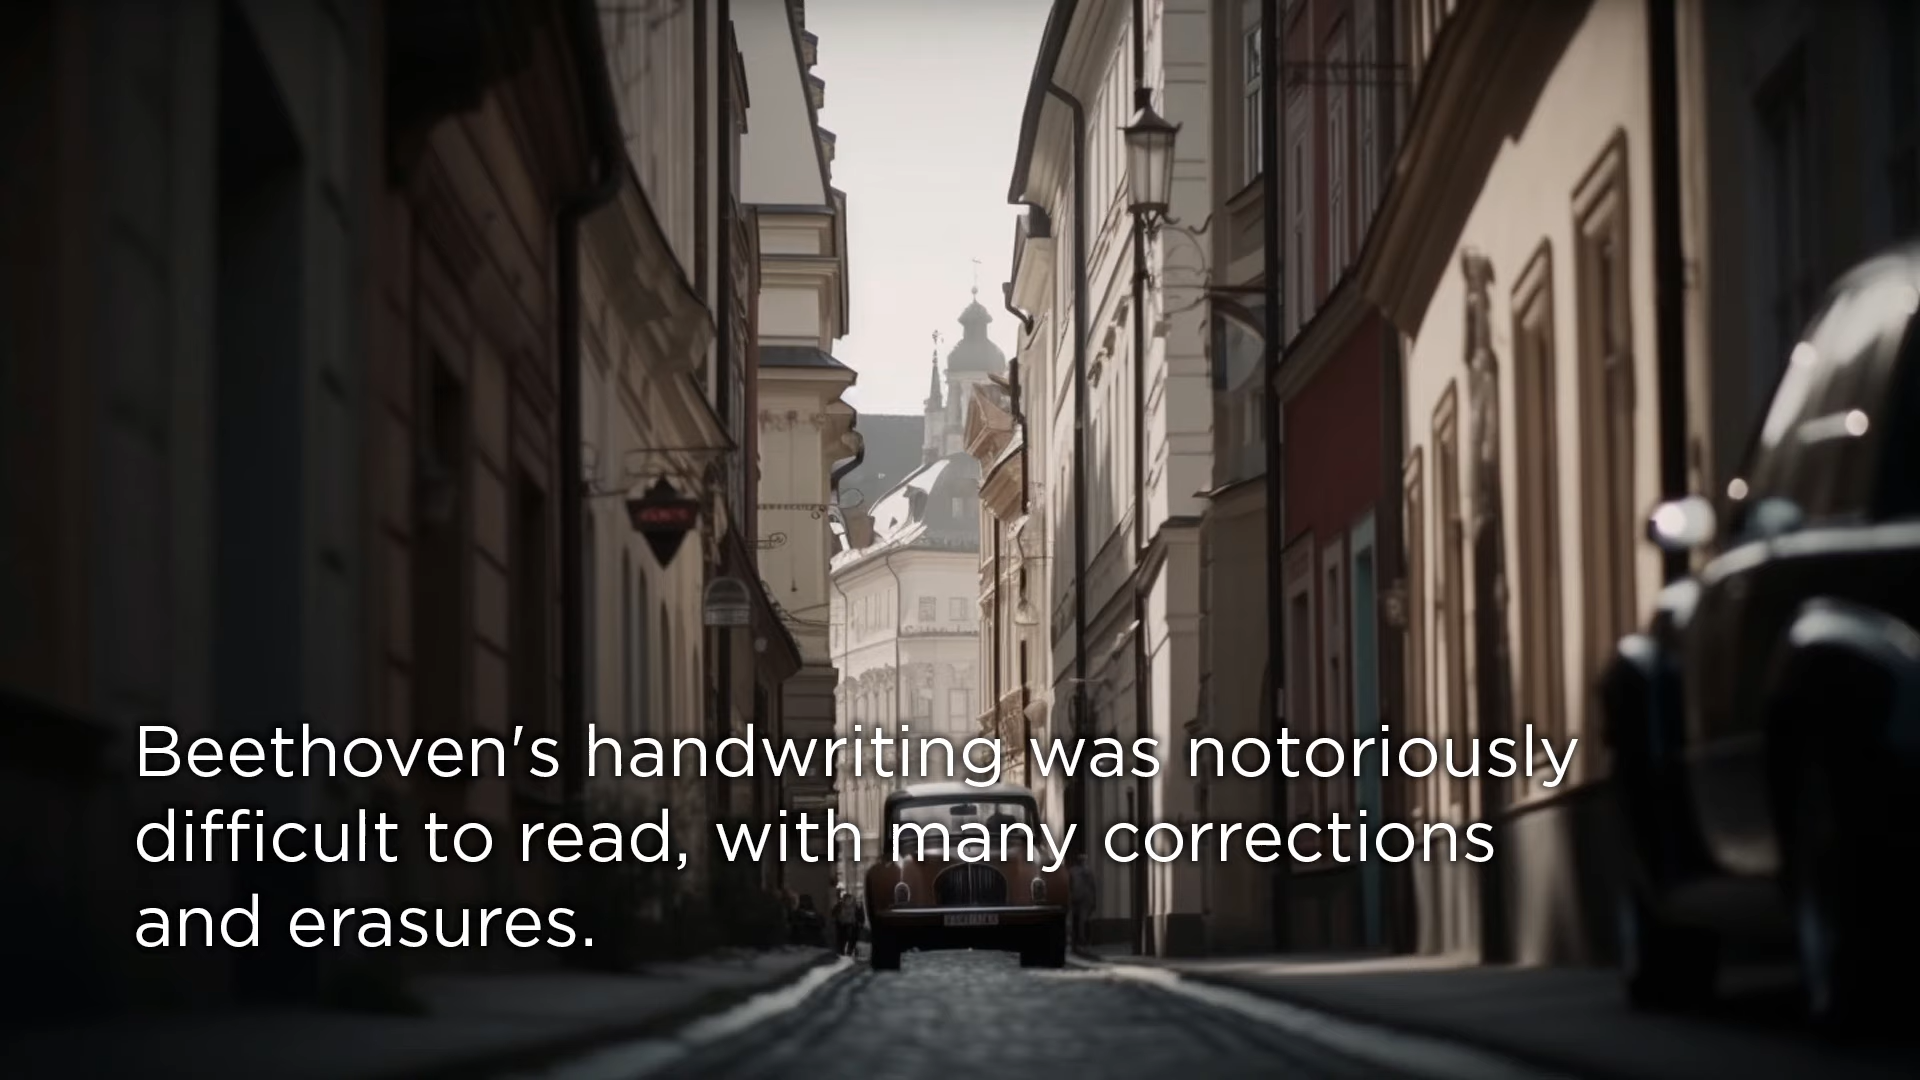 Beethoven's handwriting was notoriously
difficult to read, with many corrections
and erasures.